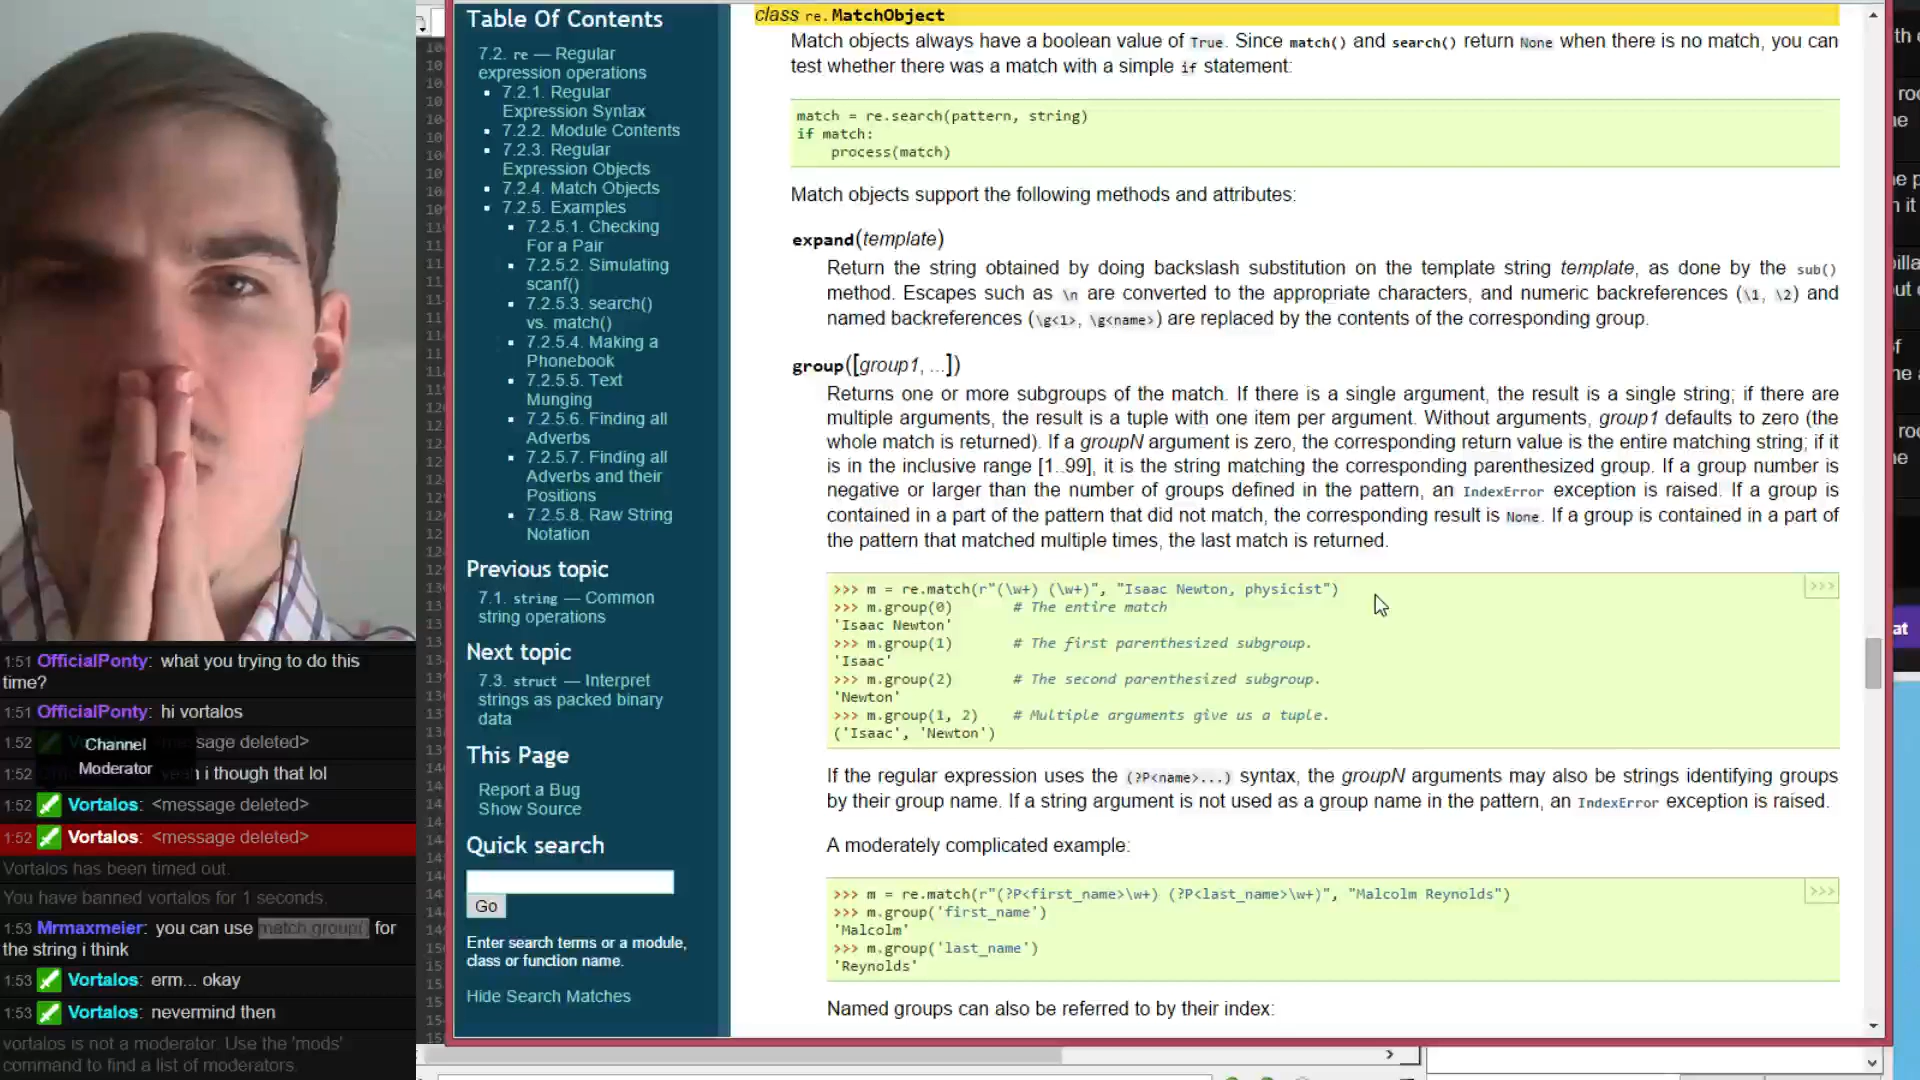 Table Of Contents
7.2. re — Regular
expression operations
7.2.1. Regular
Expression Syntax
7.2.2. Module Contents
7.2.3. Regular
Expression Objects
7.2.4. Match Objects
7.2.5. Examples
7.2.5.1. Checking
For a Pair
7.2.5.2. Simulating
scanf()
7.2.5.3. search()
vs. match()
7.2.5.4. Making a
Phonebook
7.2.5.5. Text
Munging
7.2.5.6. Finding all
Adverbs
7.2.5.7. Finding all
Adverbs and their
Positions
7.2.5.8. Raw String
Notation
Previous topic
7.1. string — Common
string operations
Next topic
7.3. struct — Interpret
strings as packed binary
data
This Page
Report a Bug
Show Source
Quick search
Go
Enter search terms or a module,
class or function name.
Hide Search Matches
class re.MatchObject
Match objects always have a boolean value of True. Since match() and search() return None when there is no match, you can
test whether there was a match with a simple if statement:
match = re.search(pattern, string)
if match:
process(match)
Match objects support the following methods and attributes:
expand(template)
Return the string obtained by doing backslash substitution on the template string template, as done by the sub()
method. Escapes such as \n are converted to the appropriate characters, and numeric backreferences (\1, \2) and
named backreferences (\g<1>, \g<name>) are replaced by the contents of the corresponding group.
group([group1, ...])
Returns one or more subgroups of the match. If there is a single argument, the result is a single string; if there are
multiple arguments, the result is a tuple with one item per argument. Without arguments, group1 defaults to zero (the
whole match is returned). If a groupN argument is zero, the corresponding return value is the entire matching string; if it
is in the inclusive range [1..99], it is the string matching the corresponding parenthesized group. If a group number is
negative or larger than the number of groups defined in the pattern, an IndexError exception is raised. If a group is
contained in a part of the pattern that did not match, the corresponding result is None. If a group is contained in a part of
the pattern that matched multiple times, the last match is returned.
>>> m = re.match(r"(\w+) (\w+)", "Isaac Newton, physicist")
>>>
>>> m.group(0) # The entire match
'Isaac Newton'
>>> m.group(1) # The first parenthesized subgroup.
'Isaac'
>>> m.group(2) # The second parenthesized subgroup.
'Newton'
>>> m.group(1, 2) # Multiple arguments give us a tuple.
('Isaac', 'Newton')
If the regular expression uses the (?P<name>...) syntax, the groupN arguments may also be strings identifying groups
by their group name. If a string argument is not used as a group name in the pattern, an IndexError exception is raised.
A moderately complicated example:
>>> m = re.match(r"(?P<first_name>\w+) (?P<last_name>\w+)", "Malcolm Reynolds")
>>>
>>> m.group('first_name')
'Malcolm'
>>> m.group('last_name')
'Reynolds'
Named groups can also be referred to by their index:
1:51 OfficialPonty: what you trying to do this
time?
1:51 OfficialPonty: hi vortalos
1:52 <message deleted>
Channel
Moderator
1:52 i though that lol
1:52 Vortalos: <message deleted>
1:52 Vortalos: <message deleted>
Vortalos has been timed out.
You have banned vortalos for 1 seconds.
1:53 Mrmaxmeier: you can use match.group() for
the string i think
1:53 Vortalos: erm... okay
1:53 Vortalos: nevermind then
vortalos is not a moderator. Use the 'mods'
command to find a list of moderators.